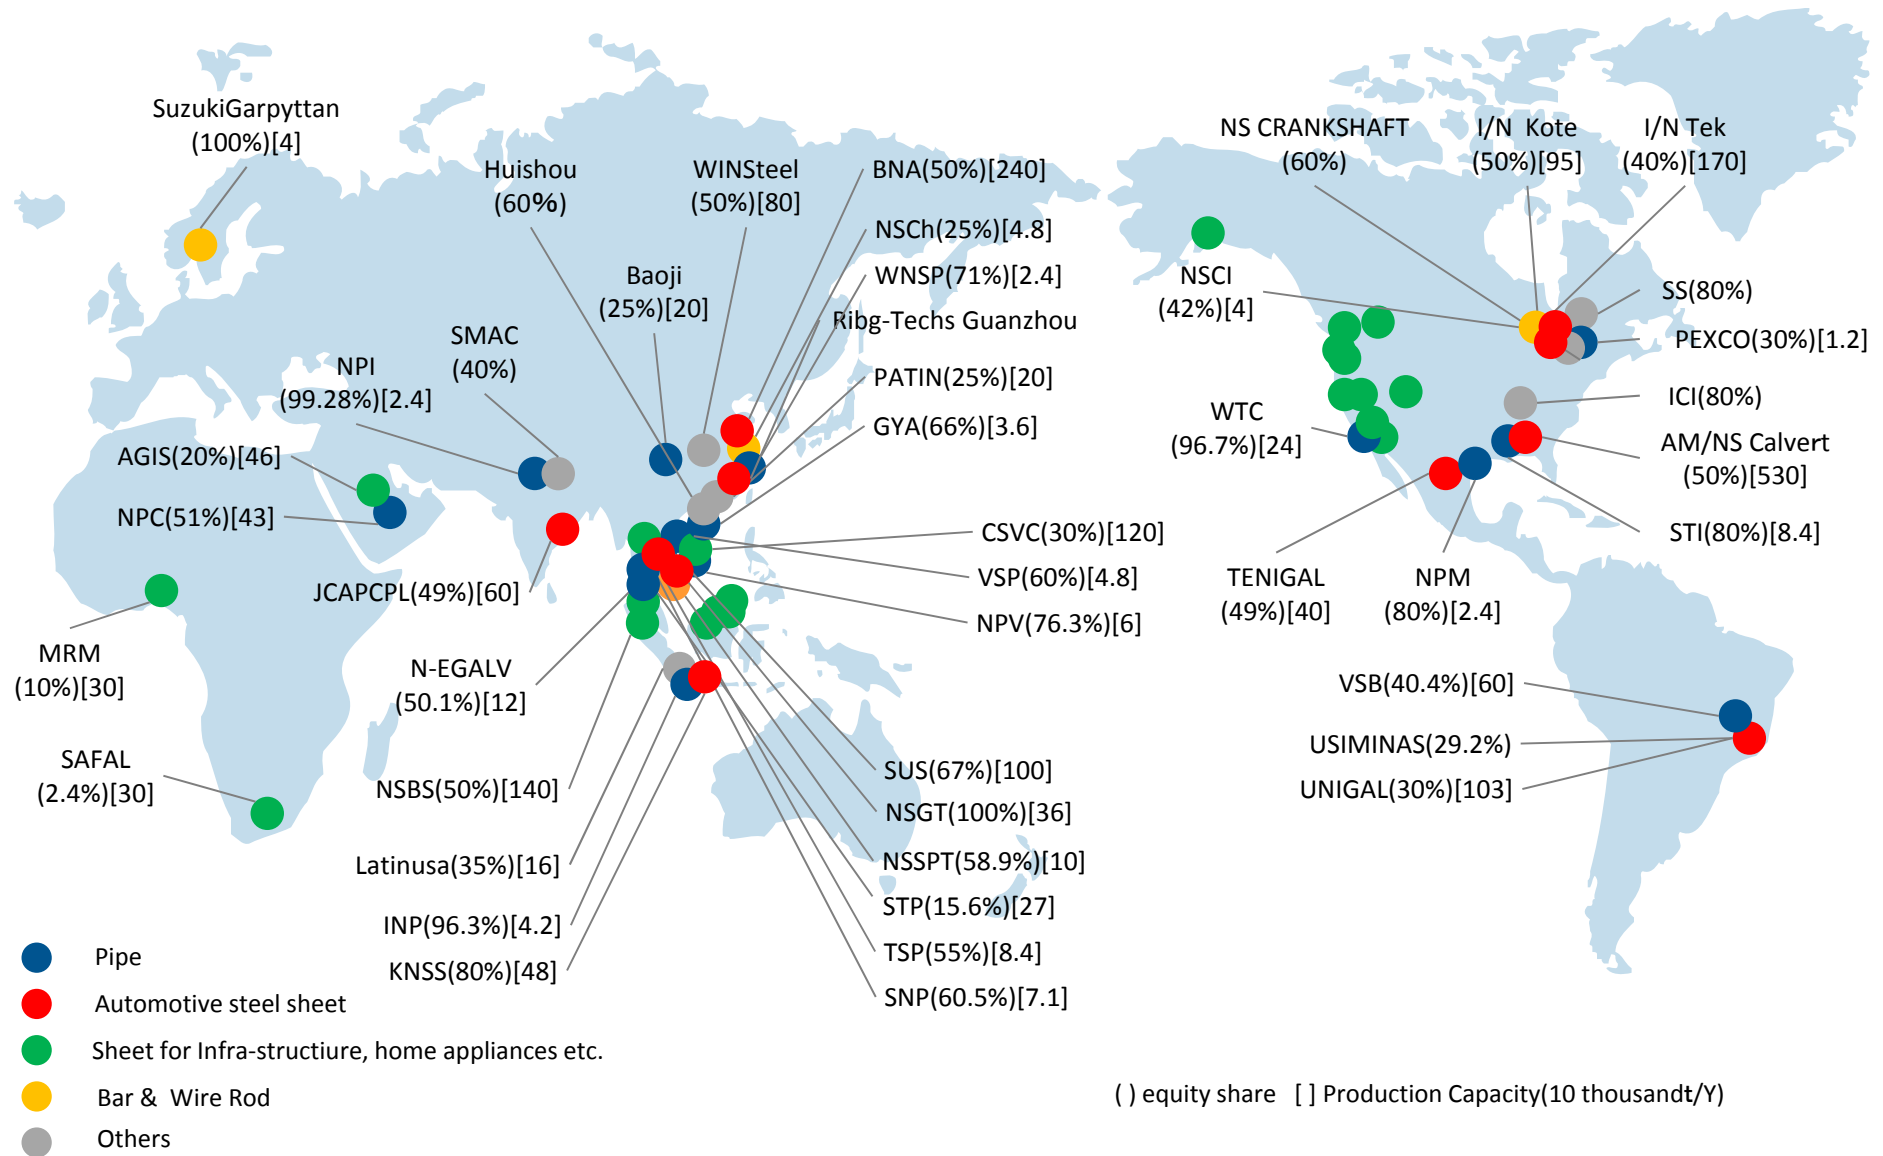 SuzukiGarpyttan
(100%)[4]
Huishou
(60%)
WINSteel
(50%)[80]
BNA(50%)[240]
NSCh(25%)[4.8]
WNSP(71%)[2.4]
Ribg-Techs Guanzhou
PATIN(25%)[20]
GYA(66%)[3.6]
Baoji
(25%)[20]
SMAC
(40%)
NPI
(99.28%)[2.4]
AGIS(20%)[46]
NPC(51%)[43]
JCAPCPL(49%)[60]
MRM
(10%)[30]
SAFAL
(2.4%)[30]
N-EGALV
(50.1%)[12]
NSBS(50%)[140]
Latinusa(35%)[16]
INP(96.3%)[4.2]
KNSS(80%)[48]
CSVC(30%)[120]
VSP(60%)[4.8]
NPV(76.3%)[6]
SUS(67%)[100]
NSGT(100%)[36]
NSSPT(58.9%)[10]
STP(15.6%)[27]
TSP(55%)[8.4]
SNP(60.5%)[7.1]
NS CRANKSHAFT
(60%)
I/N  Kote
(50%)[95]
I/N Tek
(40%)[170]
NSCI
(42%)[4]
SS(80%)
PEXCO(30%)[1.2]
ICI(80%)
WTC
(96.7%)[24]
AM/NS Calvert
(50%)[530]
STI(80%)[8.4]
TENIGAL
(49%)[40]
NPM
(80%)[2.4]
VSB(40.4%)[60]
USIMINAS(29.2%)
UNIGAL(30%)[103]
Pipe
Automotive steel sheet
Sheet for Infra-structiure, home appliances etc.
Bar &  Wire Rod
Others
( ) equity share   [ ] Production Capacity(10 thousandt/Y)